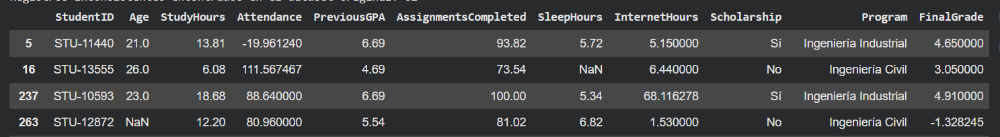 StudentID Age StudyHours Attendance PreviousGPA AssignmentsCompleted SleepHours InternetHours Scholarship Program FinalGrade
5 STU-11440 21.0 13.81 -19.961240 6.69 93.82 5.72 5.150000 Sí Ingeniería Industrial 4.650000
16 STU-13555 26.0 6.08 111.567467 4.69 73.54 NaN 6.440000 No Ingeniería Civil 3.050000
237 STU-10593 23.0 18.68 88.640000 6.69 100.00 5.34 68.116278 Sí Ingeniería Industrial 4.910000
263 STU-12872 NaN 12.20 80.960000 5.54 81.02 6.82 1.530000 No Ingeniería Civil -1.328245